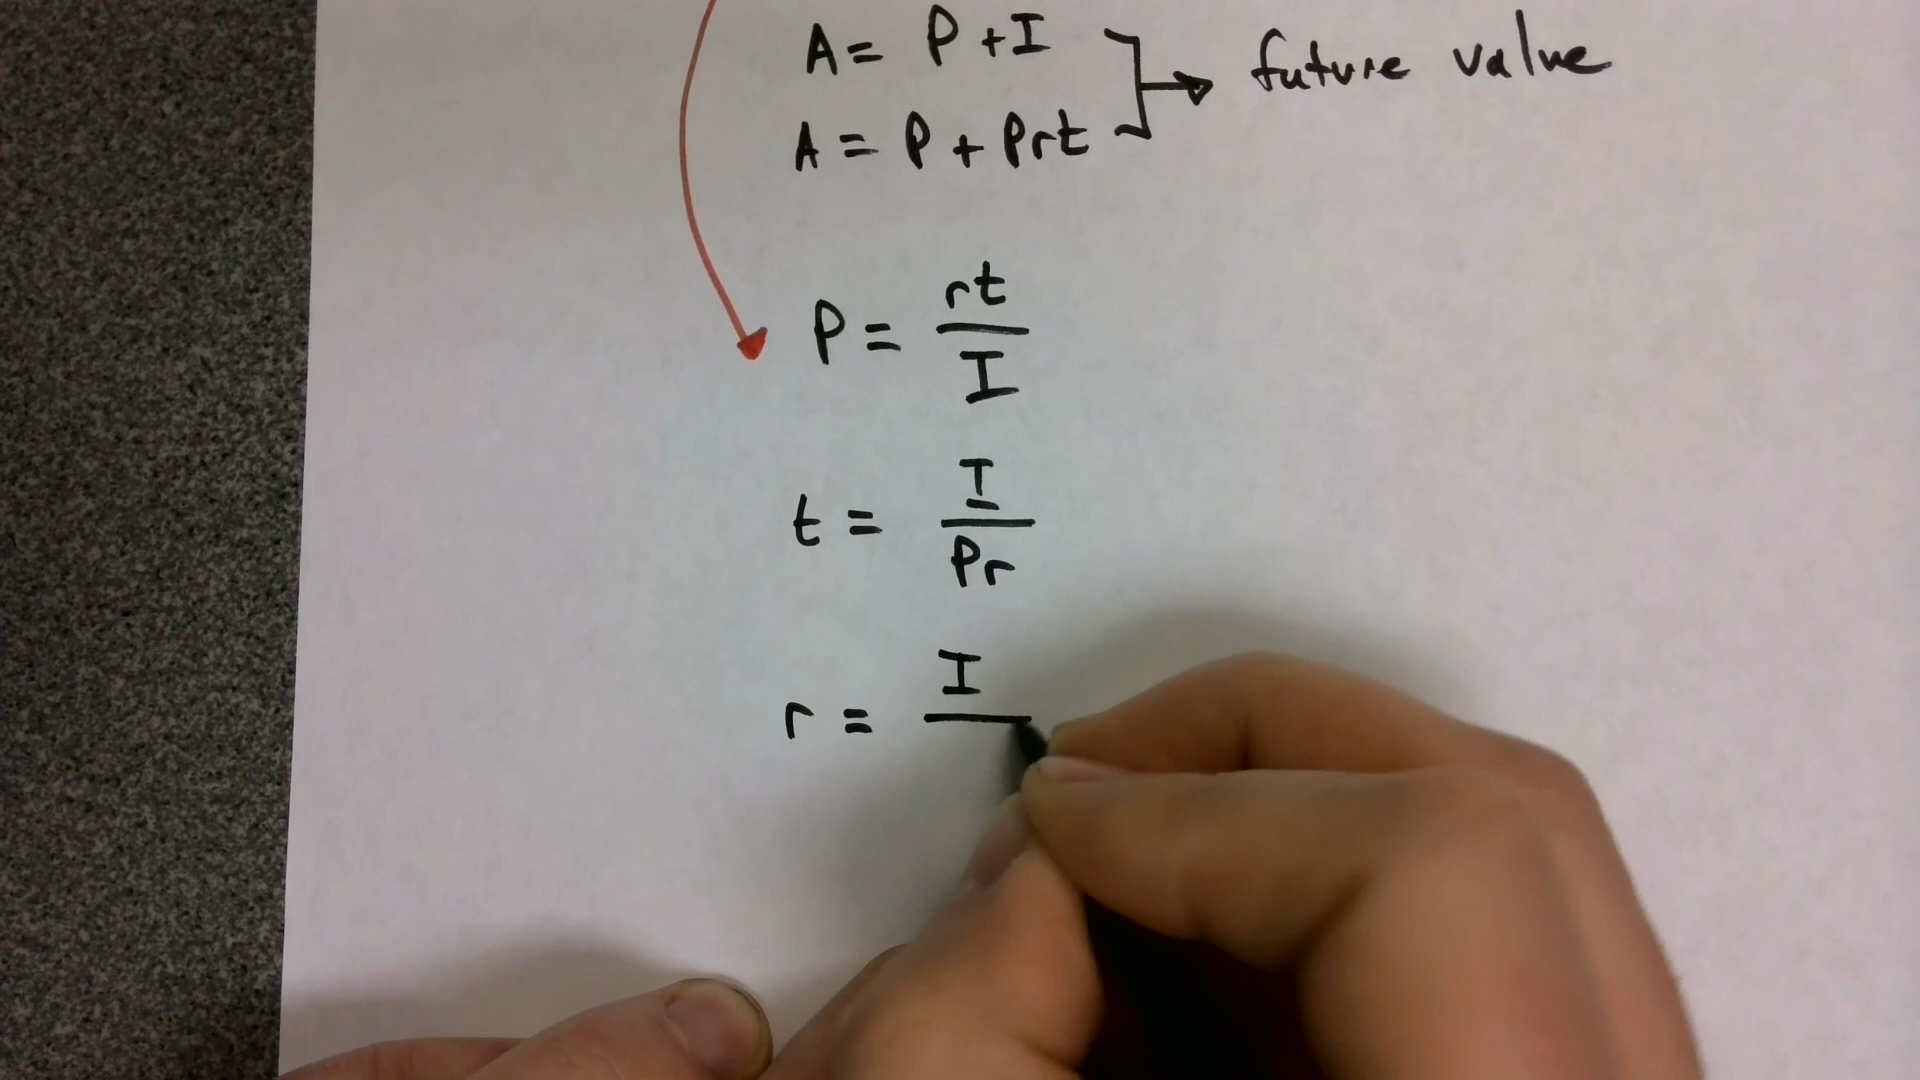 A = P + I
A = P + Prt
future value
P = rt / I
t = I / Pr
r = I /